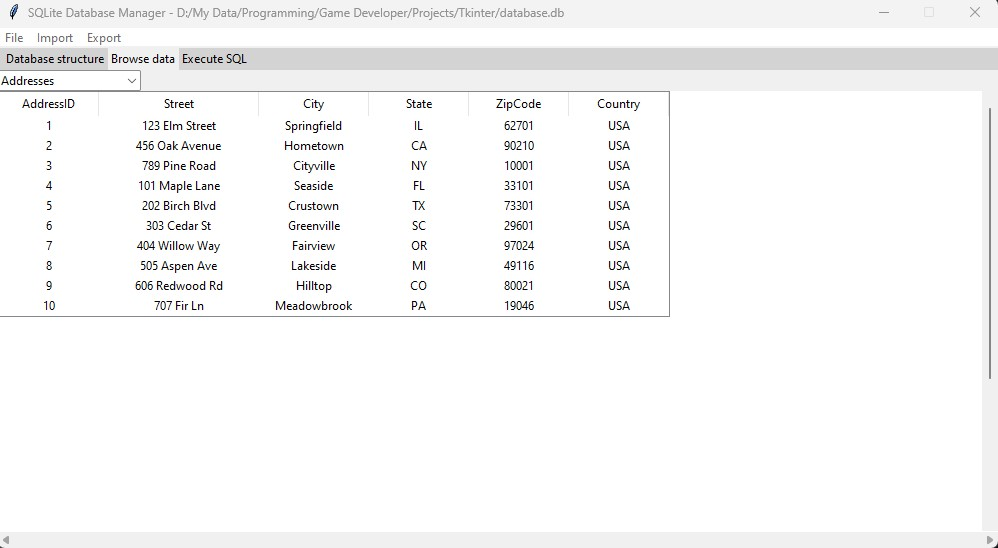 SQLite Database Manager - D:/My Data/Programming/Game Developer/Projects/Tkinter/database.db
File Import Export
Database structure Browse data Execute SQL
Addresses
AddressID Street City State ZipCode Country
1 123 Elm Street Springfield IL 62701 USA
2 456 Oak Avenue Hometown CA 90210 USA
3 789 Pine Road Cityville NY 10001 USA
4 101 Maple Lane Seaside FL 33101 USA
5 202 Birch Blvd Crustown TX 73301 USA
6 303 Cedar St Greenville SC 29601 USA
7 404 Willow Way Fairview OR 97024 USA
8 505 Aspen Ave Lakeside MI 49116 USA
9 606 Redwood Rd Hilltop CO 80021 USA
10 707 Fir Ln Meadowbrook PA 19046 USA